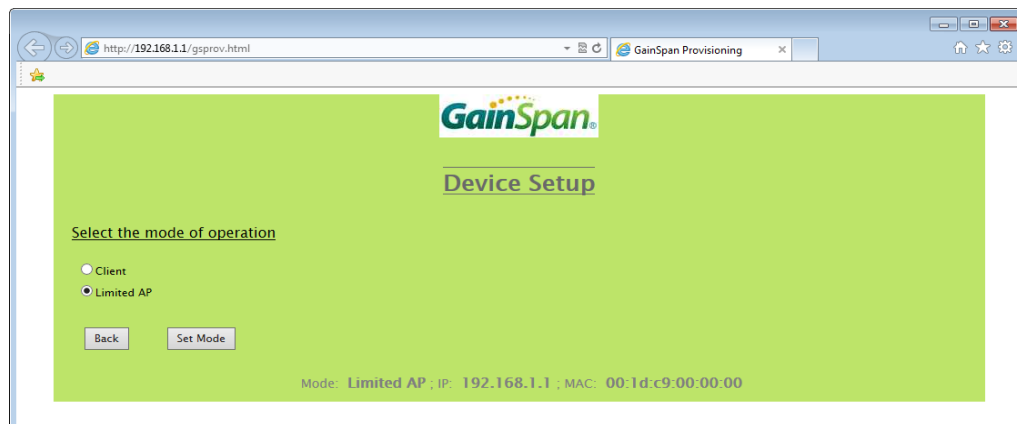 http://192.168.1.1/gsprov.html
GainSpan Provisioning
GainSpan®
Device Setup
Select the mode of operation
Client
Limited AP
Back
Set Mode
Mode: Limited AP ; IP: 192.168.1.1 ; MAC: 00:1d:c9:00:00:00